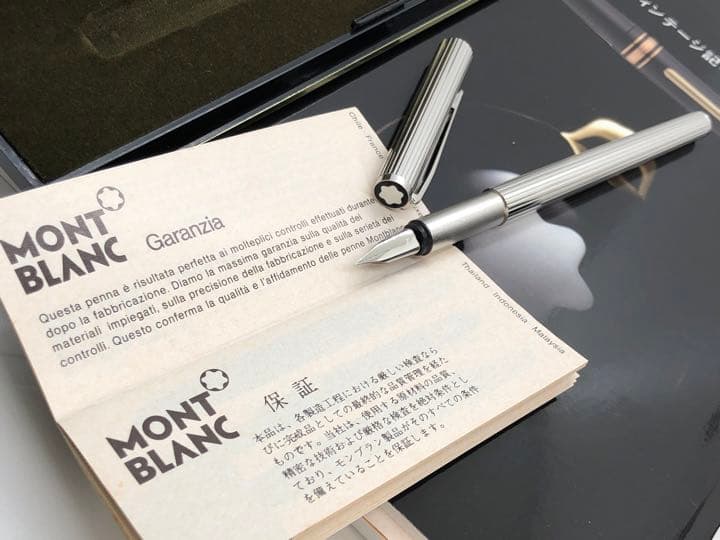 ンテージ記
Chile France
MONT
BLANC
Garanzia
Questa penna è risultata perfetta ai molteplici controlli effettuati durante
dopo la fabbricazione. Diamo la massima garanzia sulla qualità dei
materiali impiegati, sulla precisione della fabbricazione e sulla serietà dei
controlli. Questo conferma la qualità e l'affidamento delle penne Montblanc
Thailand Indonesia Malaysia
MONT
BLANC
保証
本品は、各製造工程における厳しい検査なら
びに完成品としての最終的な品質管理を経た
ものです。当社は、使用する原材料の品質、
精密な技術および厳格な検査を絶対条件とし
ており、モンブラン製品がそのすべての条件
を備えていることを保証します。